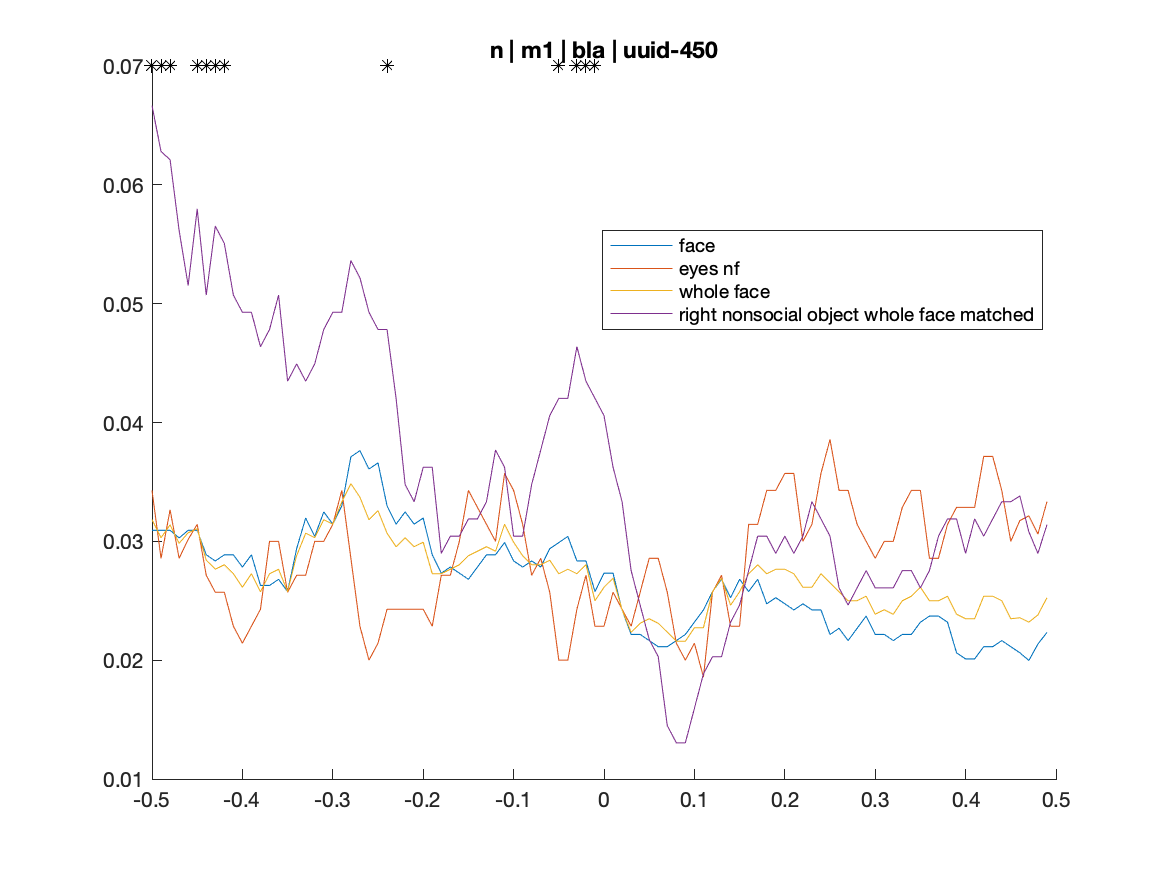 n | m1 | bla | uuid-450
0.07
0.06
0.05
0.04
0.03
0.02
0.01
face
eyes nf
whole face
right nonsocial object whole face matched
-0.5 -0.4 -0.3 -0.2 -0.1 0 0.1 0.2 0.3 0.4 0.5